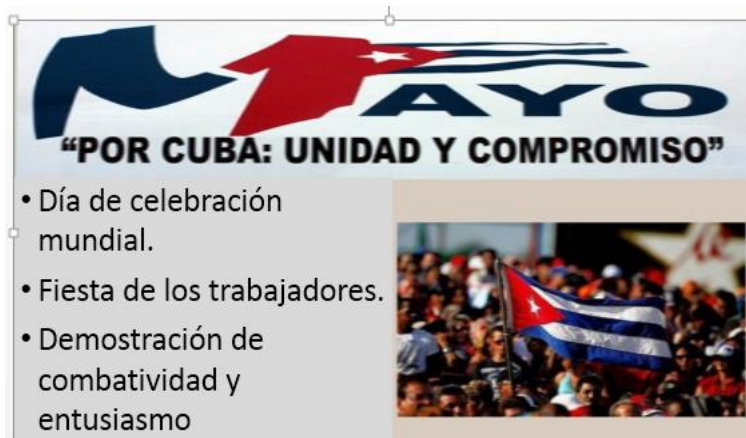 1 MAYO
“POR CUBA: UNIDAD Y COMPROMISO”
• Día de celebración
mundial.
• Fiesta de los trabajadores.
• Demostración de
combatividad y
entusiasmo